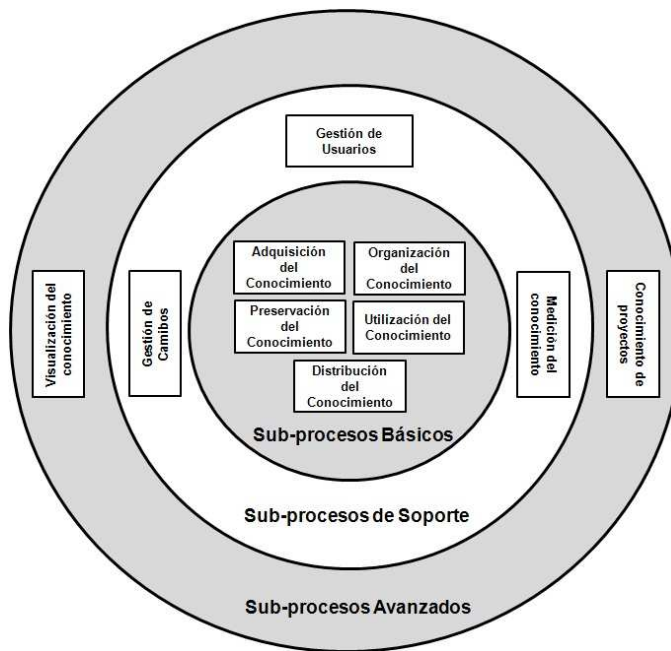 Gestión de
Usuarios
Adquisición
del
Conocimiento
Organización
del
Conocimiento
Visualización del
conocimiento
Gestión de
Camibos
Preservación
del
Conocimiento
Utilización del
Conocimiento
Medición del
conocimiento
Conocimiento de
proyectos
Distribución
del
Conocimiento
Sub-procesos Básicos
Sub-procesos de Soporte
Sub-procesos Avanzados